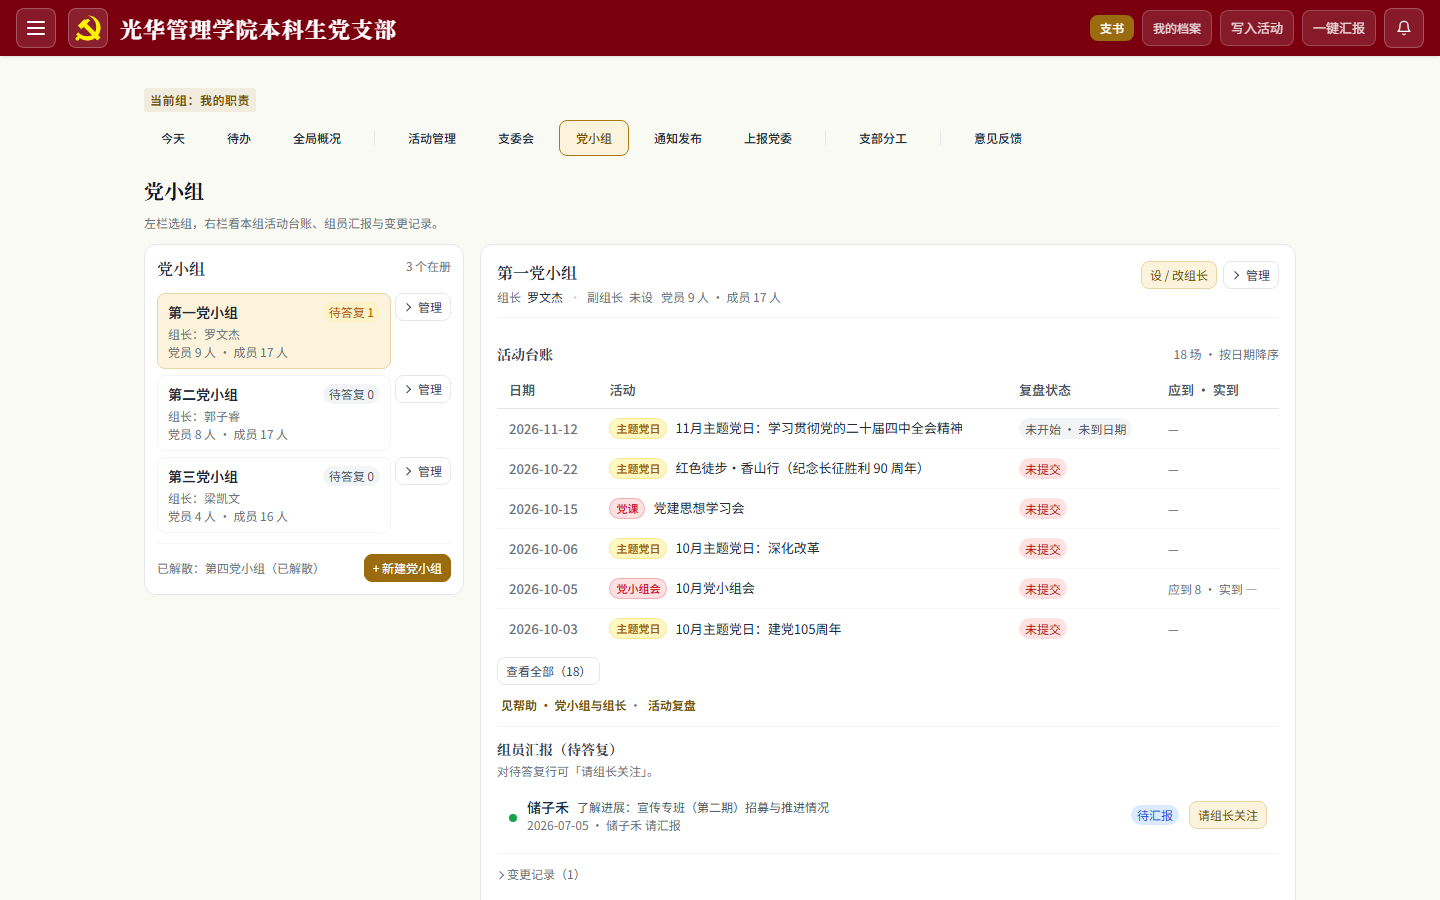 光华管理学院本科生党支部
支书
我的档案
写入活动
一键汇报
当前组：我的职责
今天
待办
全局概况
活动管理
支委会
党小组
通知发布
上报党委
支部分工
意见反馈
党小组
左栏选组，右栏看本组活动台账、组员汇报与变更记录。
党小组
3 个在册
第一党小组
待答复 1
组长：罗文杰
党员 9 人 · 成员 17 人
管理
第二党小组
待答复 0
组长：郭子睿
党员 8 人 · 成员 17 人
管理
第三党小组
待答复 0
组长：梁凯文
党员 4 人 · 成员 16 人
管理
已解散：第四党小组（已解散）
+ 新建党小组
第一党小组
组长 罗文杰 · 副组长 未设 党员 9 人 · 成员 17 人
设 / 改组长
管理
活动台账
18 场 · 按日期降序
日期 活动 复盘状态 应到 · 实到
2026-11-12 主题党日 11月主题党日：学习贯彻党的二十届四中全会精神 未开始 · 未到日期 —
2026-10-22 主题党日 红色徒步·香山行（纪念长征胜利 90 周年） 未提交 —
2026-10-15 党课 党建思想学习会 未提交 —
2026-10-06 主题党日 10月主题党日：深化改革 未提交 —
2026-10-05 党小组会 10月党小组会 未提交 应到 8 · 实到 —
2026-10-03 主题党日 10月主题党日：建党105周年 未提交 —
查看全部（18）
见帮助 · 党小组与组长 · 活动复盘
组员汇报（待答复）
对待答复行可「请组长关注」。
储子禾 了解进展：宣传专班（第二期）招募与推进情况
2026-07-05 · 储子禾 请汇报
待汇报
请组长关注
变更记录（1）